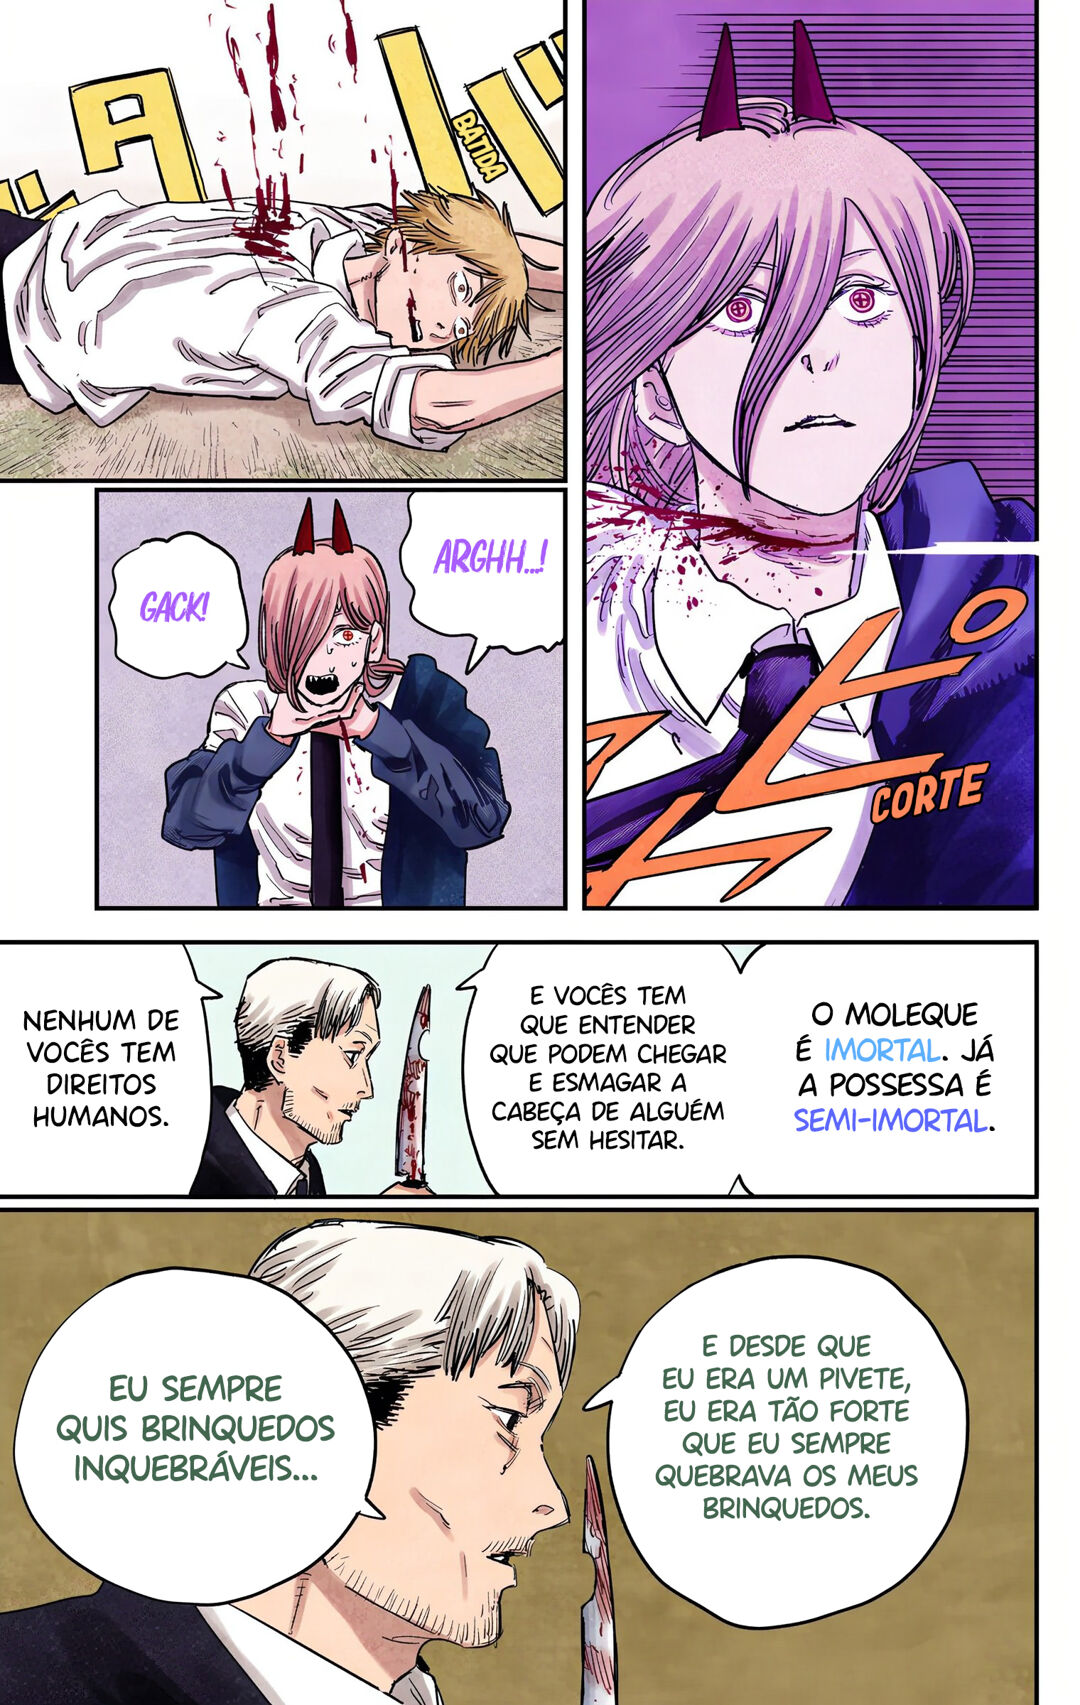 CORTE
ピ
BATIDA
ARGHH...!
GACK!
O MOLEQUE
É IMORTAL. JÁ
A POSSESSA É
SEMI-IMORTAL.
E VOCÊS TEM
QUE ENTENDER
QUE PODEM CHEGAR
E ESMAGAR A
CABEÇA DE ALGUÉM
SEM HESITAR.
NENHUM DE
VOCÊS TEM
DIREITOS
HUMANOS.
E DESDE QUE
EU ERA UM PIVETE,
EU ERA TÃO FORTE
QUE EU SEMPRE
QUEBRAVA OS MEUS
BRINQUEDOS.
EU SEMPRE
QUIS BRINQUEDOS
INQUEBRÁVEIS...